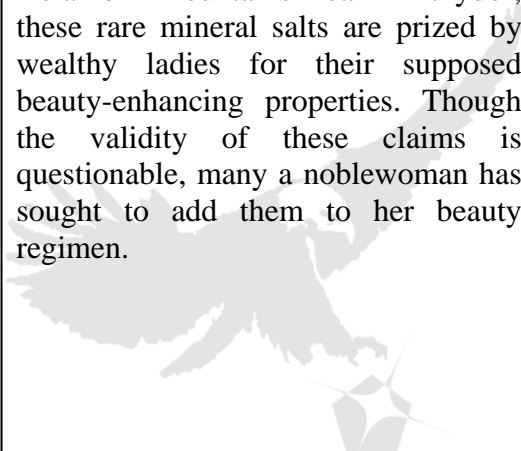 these rare mineral salts are prized by
wealthy ladies for their supposed
beauty-enhancing properties. Though
the validity of these claims is
questionable, many a noblewoman has
sought to add them to her beauty
regimen.